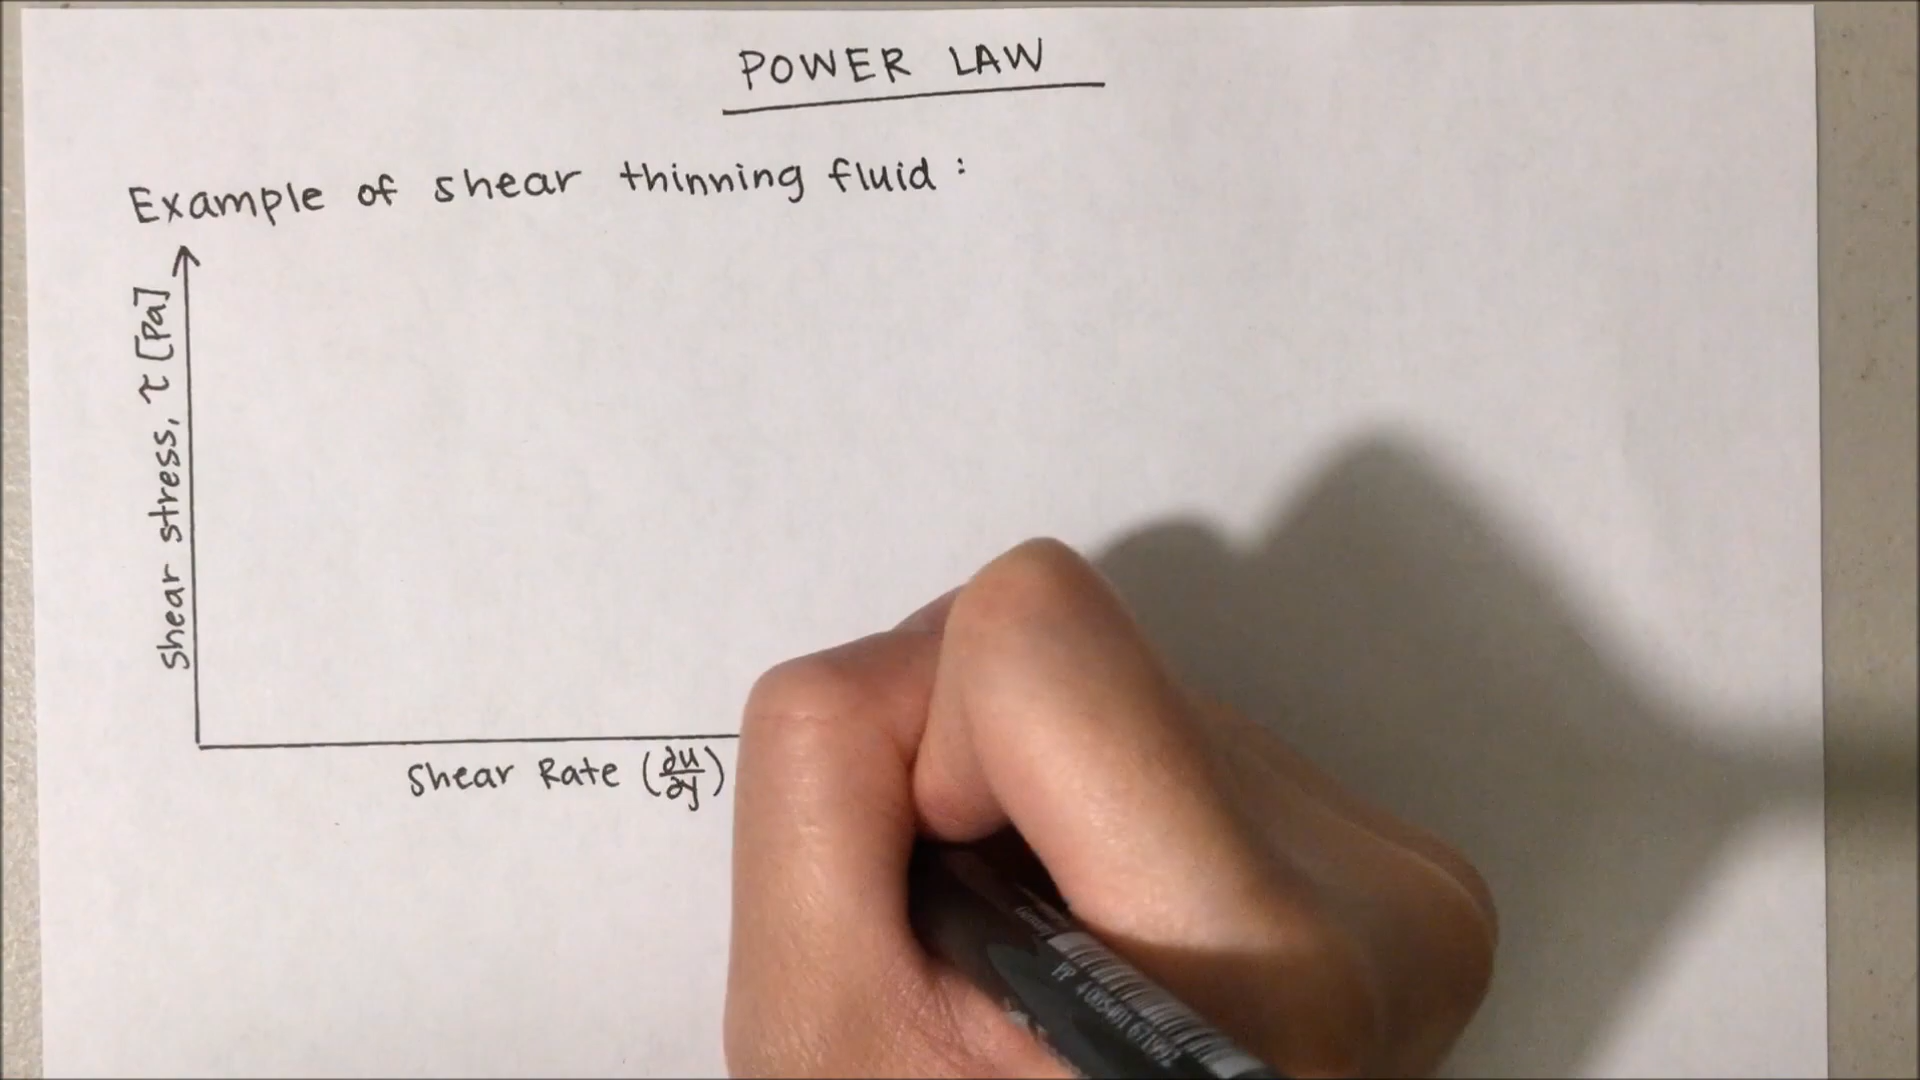 POWER LAW
Example of shear thinning fluid :
Shear stress, τ [Pa]
Shear Rate (∂u/∂y)